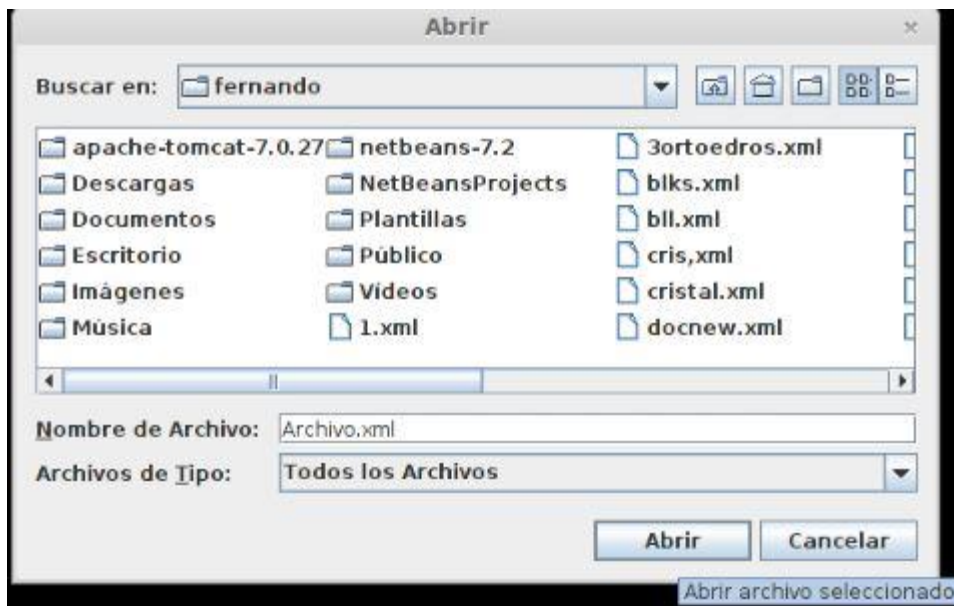 Abrir
Buscar en: fernando
apache-tomcat-7.0.27 netbeans-7.2 3ortoedros.xml
Descargas NetBeansProjects blks.xml
Documentos Plantillas bll.xml
Escritorio Público cris,xml
Imágenes Vídeos cristal.xml
Música 1.xml docnew.xml
Nombre de Archivo: Archivo.xml
Archivos de Tipo: Todos los Archivos
Abrir Cancelar
Abrir archivo seleccionado